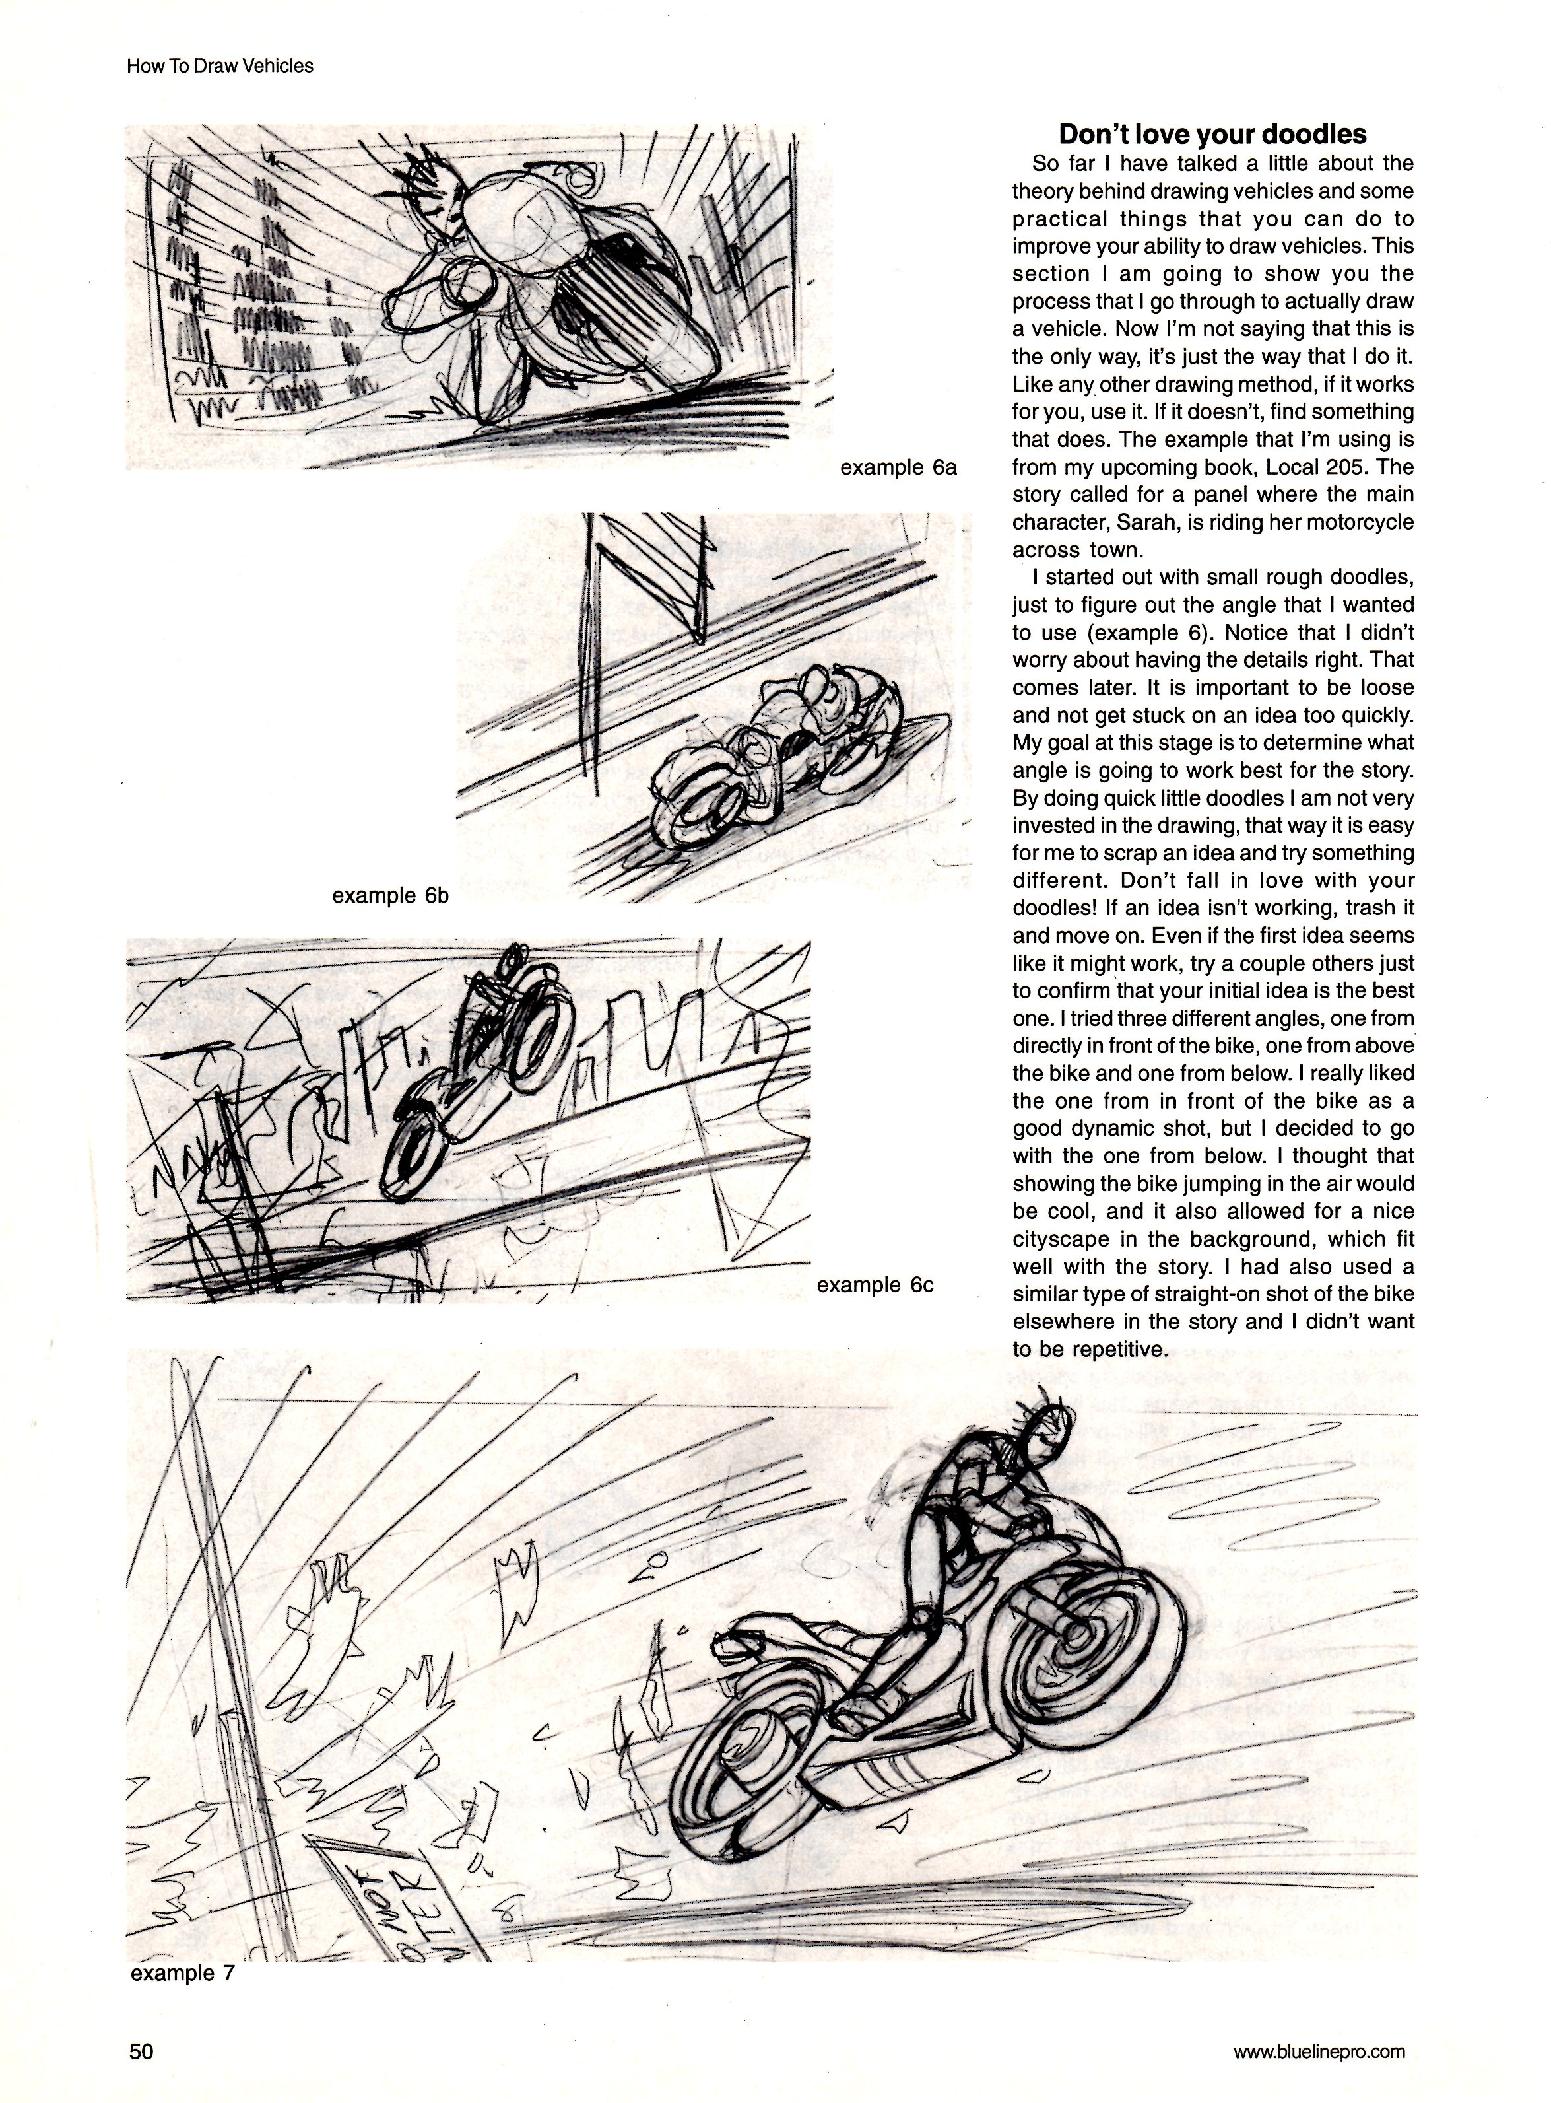 How To Draw Vehicles
example 6a
example 6b
example 6c
Don't love your doodles
So far I have talked a little about the
theory behind drawing vehicles and some
practical things that you can do to
improve your ability to draw vehicles. This
section I am going to show you the
process that I go through to actually draw
a vehicle. Now I'm not saying that this is
the only way, it's just the way that I do it.
Like any other drawing method, if it works
for you, use it. If it doesn't, find something
that does. The example that I'm using is
from my upcoming book, Local 205. The
story called for a panel where the main
character, Sarah, is riding her motorcycle
across town.
I started out with small rough doodles,
just to figure out the angle that I wanted
to use (example 6). Notice that I didn't
worry about having the details right. That
comes later. It is important to be loose
and not get stuck on an idea too quickly.
My goal at this stage is to determine what
angle is going to work best for the story.
By doing quick little doodles I am not very
invested in the drawing, that way it is easy
for me to scrap an idea and try something
different. Don't fall in love with your
doodles! If an idea isn't working, trash it
and move on. Even if the first idea seems
like it might work, try a couple others just
to confirm that your initial idea is the best
one. I tried three different angles, one from
directly in front of the bike, one from above
the bike and one from below. I really liked
the one from in front of the bike as a
good dynamic shot, but I decided to go
with the one from below. I thought that
showing the bike jumping in the air would
be cool, and it also allowed for a nice
cityscape in the background, which fit
well with the story. I had also used a
similar type of straight-on shot of the bike
elsewhere in the story and I didn't want
to be repetitive.
example 7
50
www.bluelinepro.com